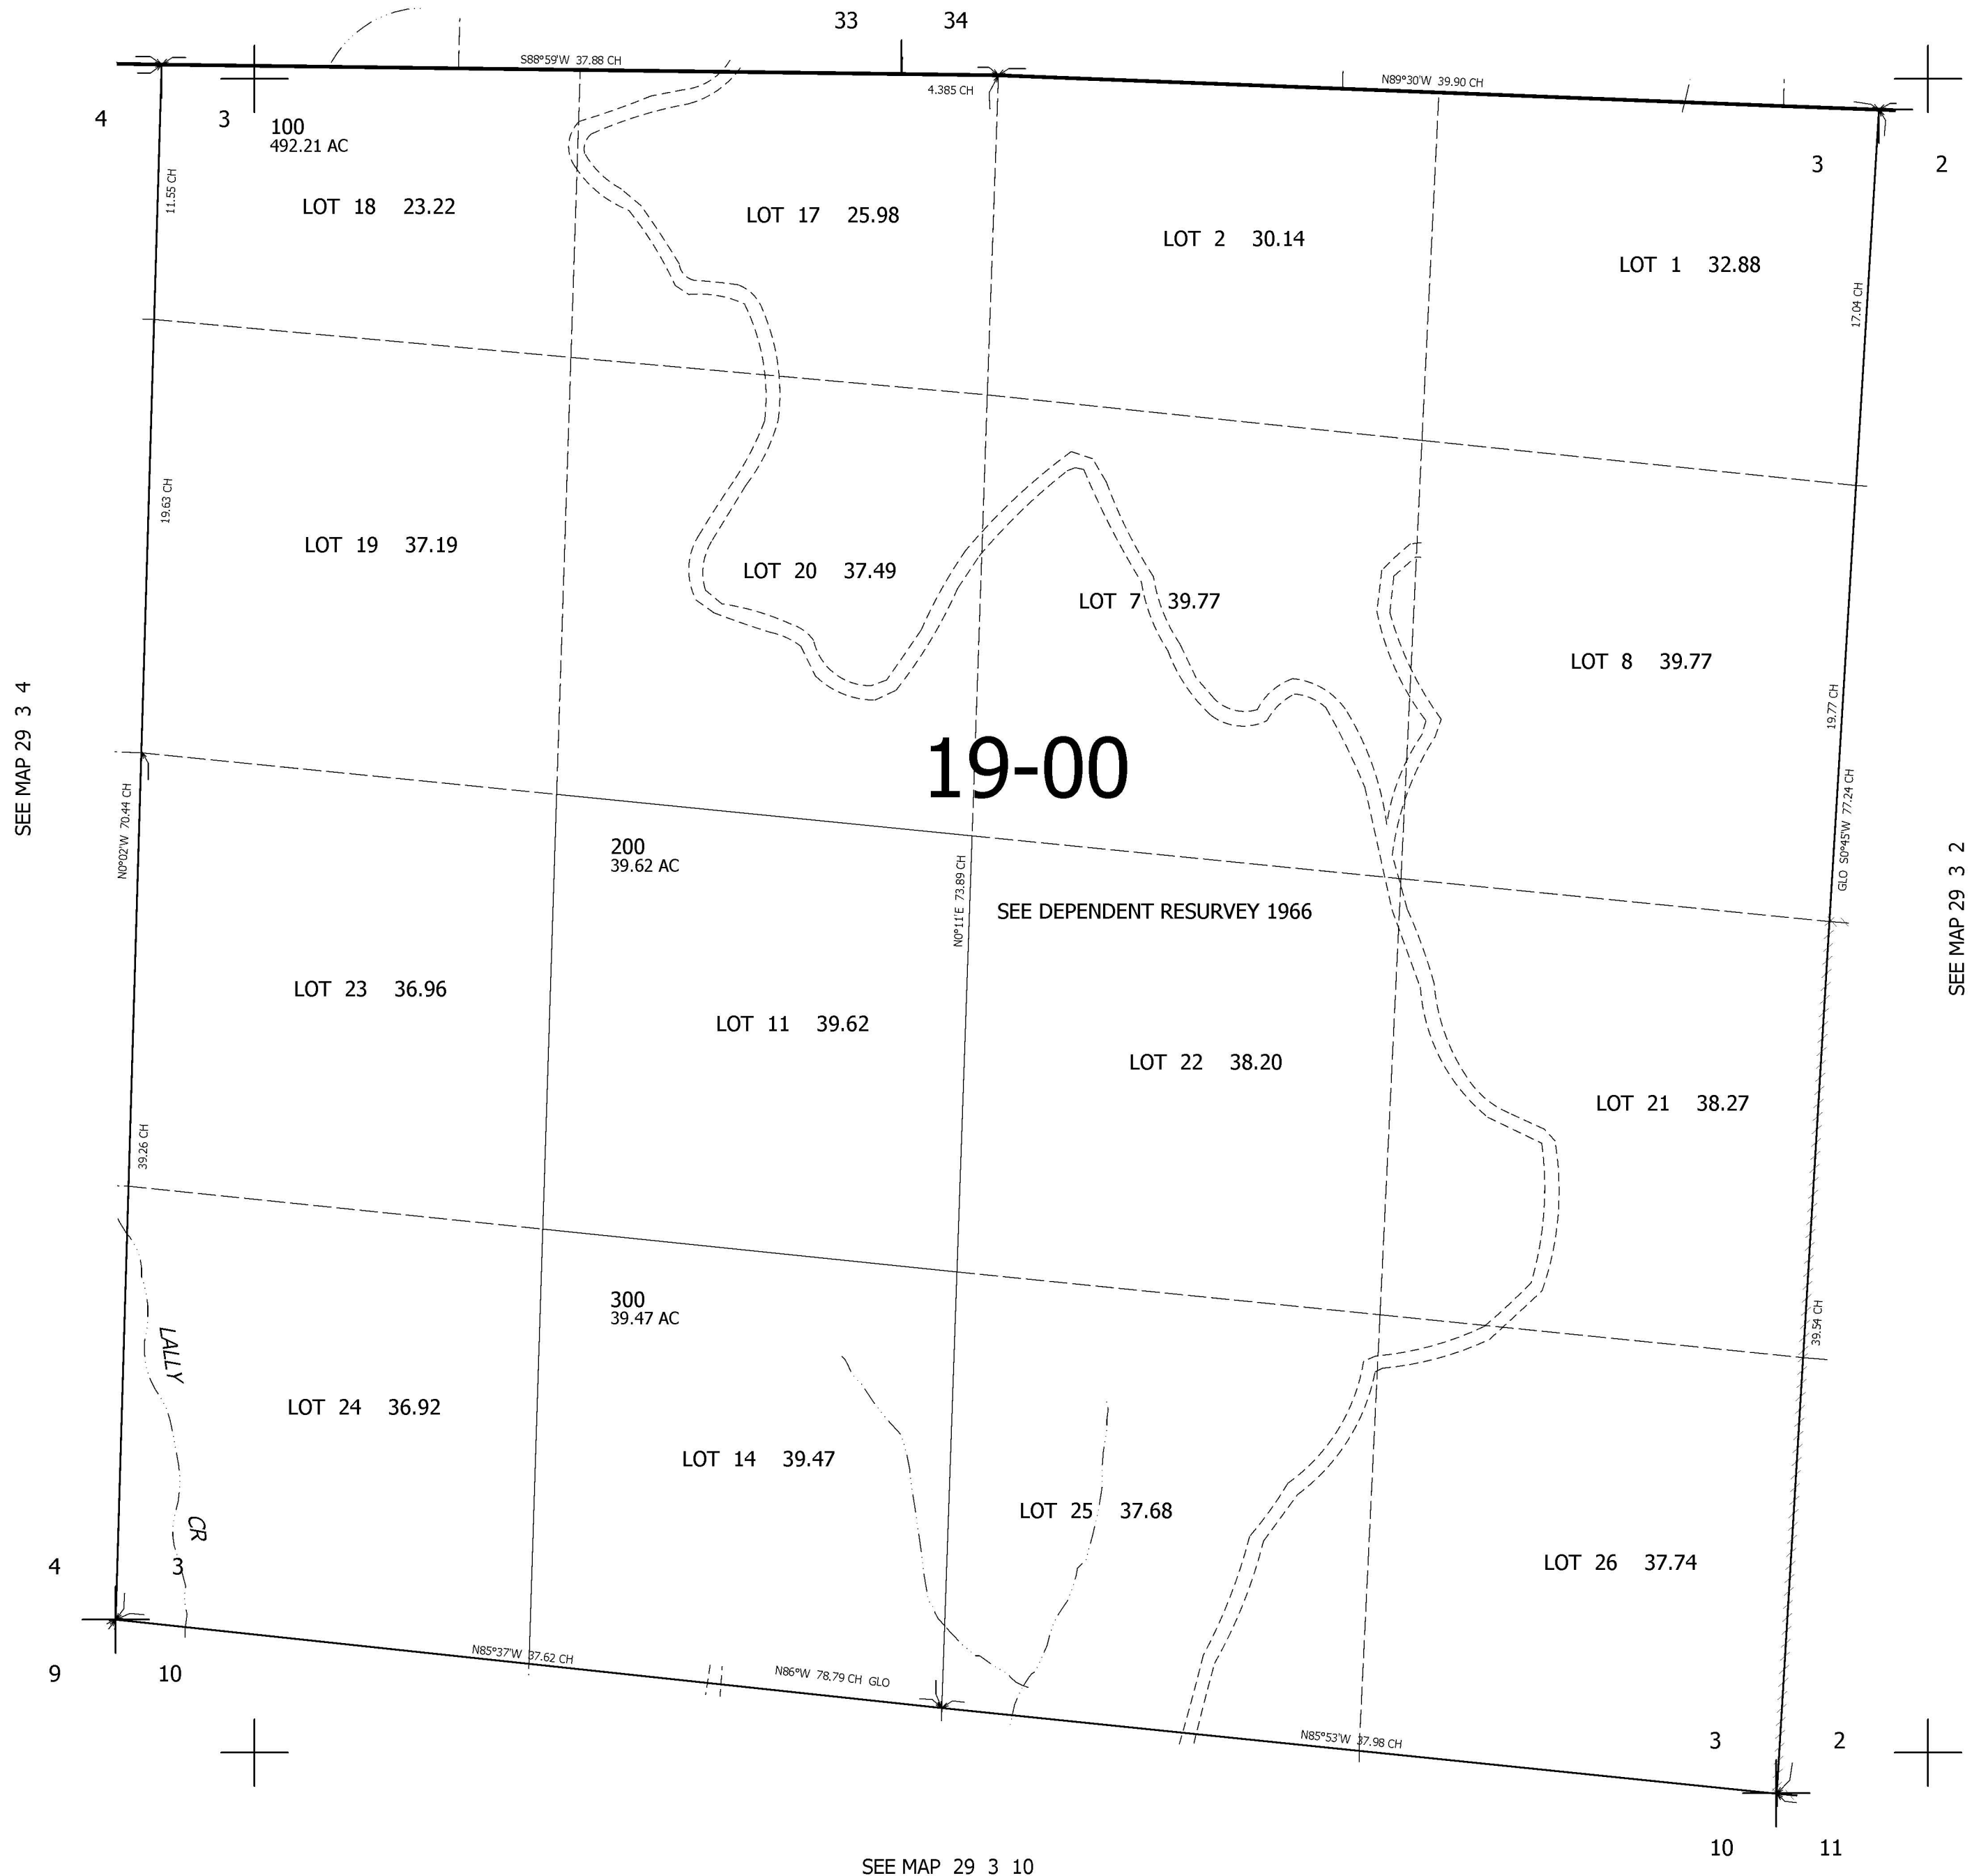 33 34
S88°59'W 37.88 CH
4.385 CH
N89°30'W 39.90 CH
4 3
100
492.21 AC
3 2
11.55 CH
LOT 18 23.22
LOT 17 25.98
LOT 2 30.14
LOT 1 32.88
17.04 CH
19.63 CH
LOT 19 37.19
LOT 20 37.49
LOT 7 39.77
LOT 8 39.77
19.77 CH
SEE MAP 29 3 4
19-00
N0°02'W 70.44 CH
200
39.62 AC
N0°11'E 73.89 CH
GLO S0°45'W 77.24 CH
SEE DEPENDENT RESURVEY 1966
SEE MAP 29 3 2
LOT 23 36.96
LOT 11 39.62
LOT 22 38.20
LOT 21 38.27
39.26 CH
300
39.47 AC
39.54 CH
LALLY
CR
LOT 24 36.92
LOT 14 39.47
LOT 25 37.68
LOT 26 37.74
4 3
N85°37'W 37.62 CH
N86°W 78.79 CH GLO
N85°53'W 37.98 CH
9 10
3 2
10 11
SEE MAP 29 3 10